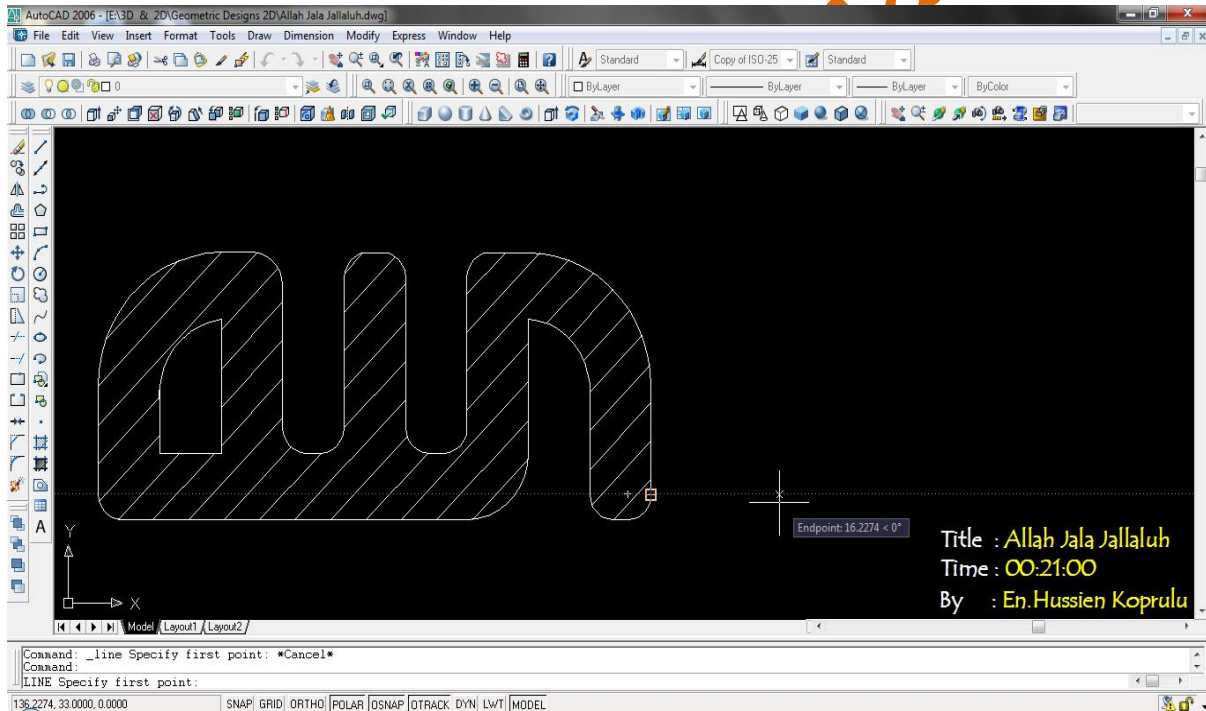 AutoCAD 2006 - [E:\3D & 2D\Geometric Designs 2D\Allah Jala Jallaluh.dwg]
File Edit View Insert Format Tools Draw Dimension Modify Express Window Help
Standard Copy of ISO-25 Standard
0 ByLayer ByLayer ByLayer ByColor
Endpoint: 16.2274 < 0°
Title : Allah Jala Jallaluh
Time : 00:21:00
By : En.Hussien Koprulu
A
Y
X
Model Layout1 Layout2
Command: _line Specify first point: *Cancel*
Command:
LINE Specify first point:
136.2274, 33.0000, 0.0000 SNAP GRID ORTHO POLAR OSNAP OTRACK DYN LWT MODEL